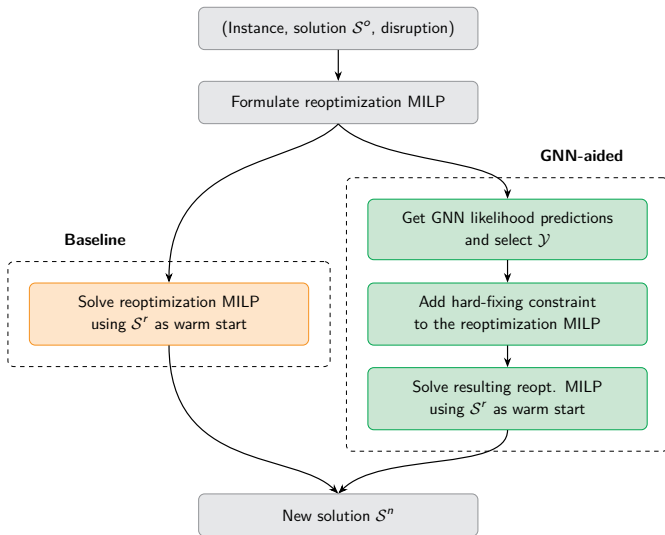 (Instance, solution 𝒮ᵒ, disruption)
Formulate reoptimization MILP
GNN-aided
Get GNN likelihood predictions
and select 𝒴
Baseline
Solve reoptimization MILP
using 𝒮ʳ as warm start
Add hard-fixing constraint
to the reoptimization MILP
Solve resulting reopt. MILP
using 𝒮ʳ as warm start
New solution 𝒮ⁿ